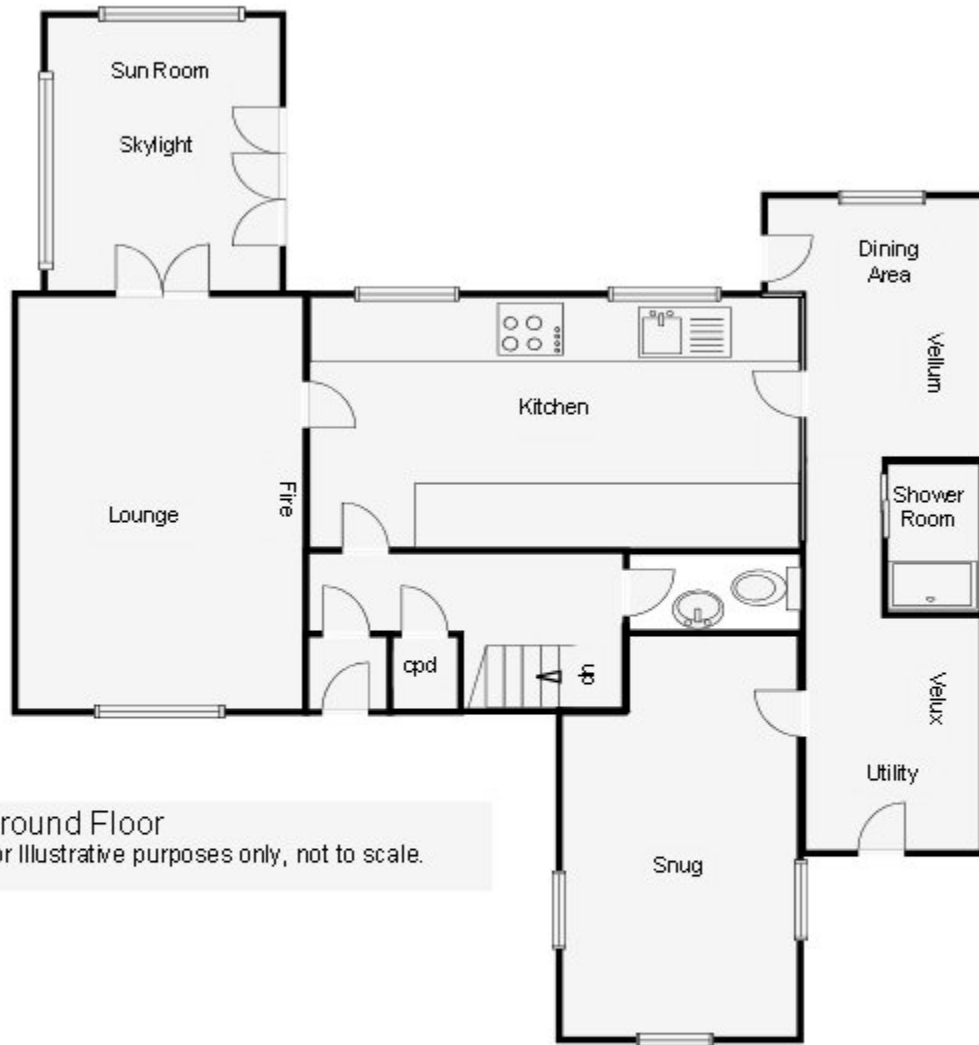 Sun Room
Skylight
Dining
Area
Vellum
Kitchen
Fire
Lounge
Shower
Room
cpd
up
Velux
Utility
round Floor
or Illustrative purposes only, not to scale.
Snug